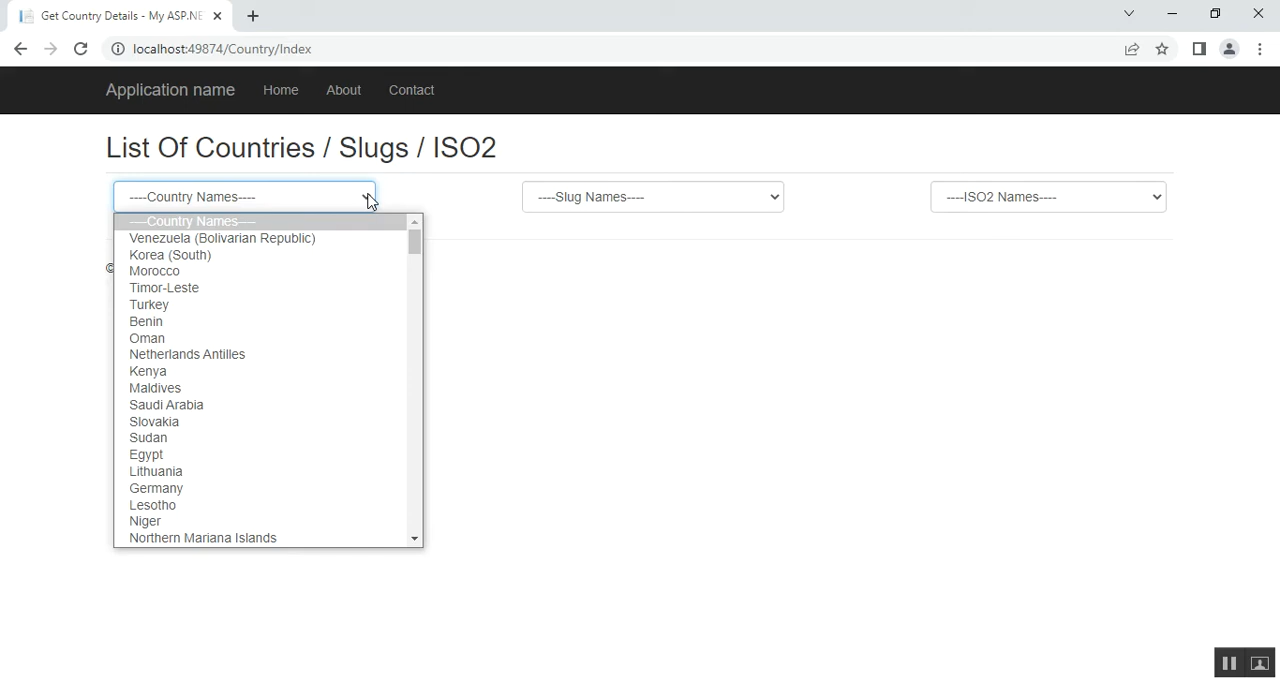 Get Country Details - My ASP.NE
localhost:49874/Country/Index
Application name Home About Contact
List Of Countries / Slugs / ISO2
----Country Names---- ----Slug Names---- ----ISO2 Names----
----Country Names----
Venezuela (Bolivarian Republic)
Korea (South)
©
Morocco
Timor-Leste
Turkey
Benin
Oman
Netherlands Antilles
Kenya
Maldives
Saudi Arabia
Slovakia
Sudan
Egypt
Lithuania
Germany
Lesotho
Niger
Northern Mariana Islands